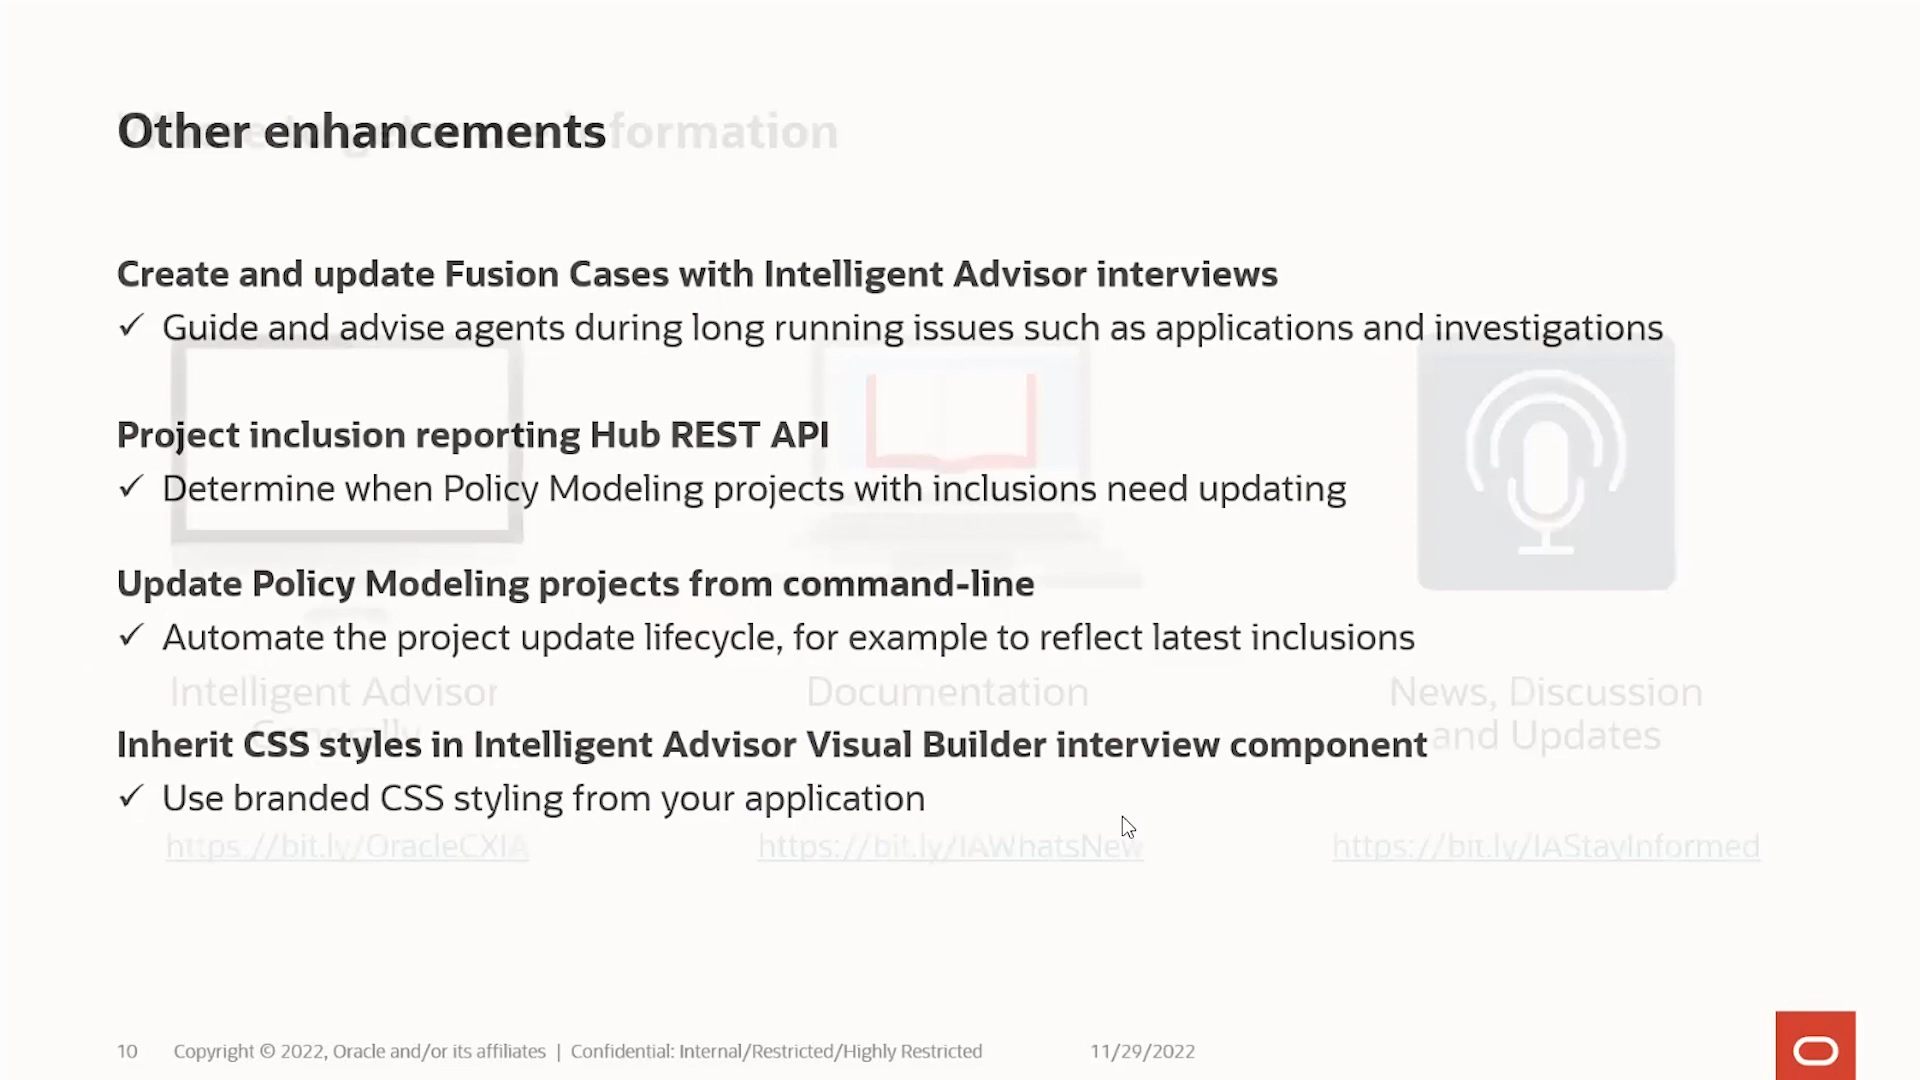 Other enhancements
formation
Create and update Fusion Cases with Intelligent Advisor interviews
✓ Guide and advise agents during long running issues such as applications and investigations
Project inclusion reporting Hub REST API
✓ Determine when Policy Modeling projects with inclusions need updating
Update Policy Modeling projects from command-line
✓ Automate the project update lifecycle, for example to reflect latest inclusions
Intelligent Advisor
Documentation
News, Discussion
and Updates
Inherit CSS styles in Intelligent Advisor Visual Builder interview component
✓ Use branded CSS styling from your application
https://bit.ly/OracleCXIA
https://bit.ly/IAWhatsNew
https://bit.ly/IAStayInformed
10 Copyright © 2022, Oracle and/or its affiliates | Confidential: Internal/Restricted/Highly Restricted 11/29/2022